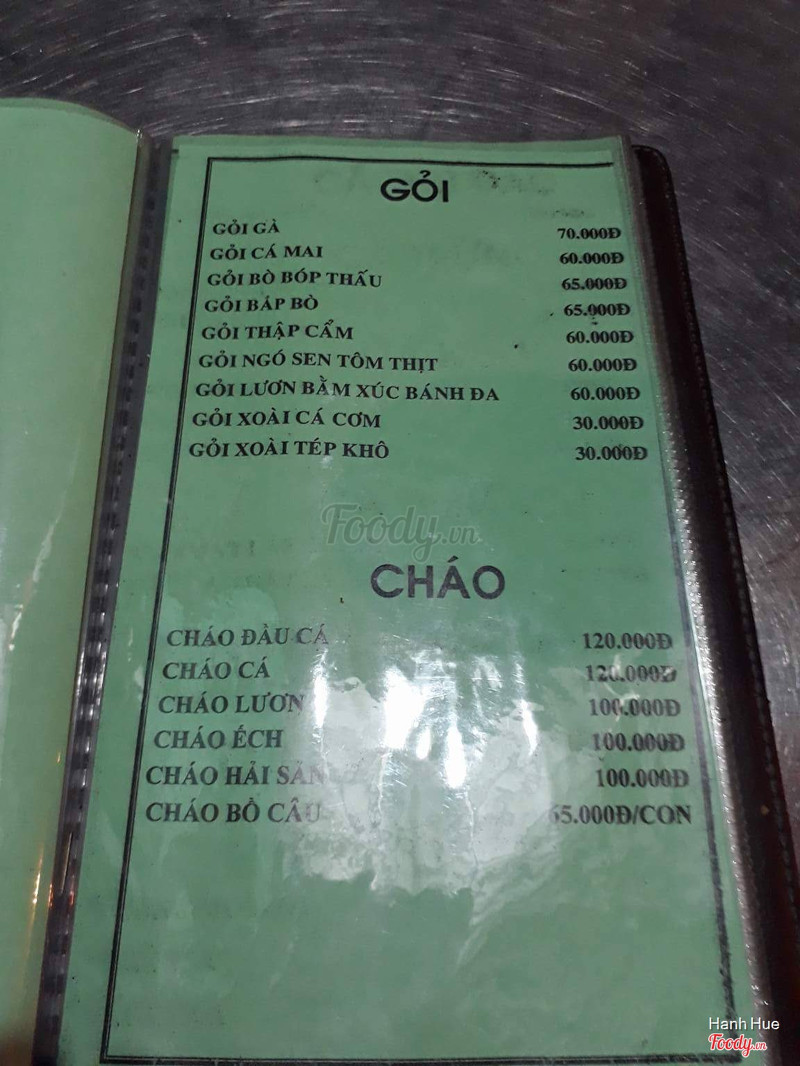 GỎI
GỎI GÀ 70.000Đ
GỎI CÁ MAI 60.000Đ
GỎI BÒ BÓP THẤU 65.000Đ
GỎI BẮP BÒ 65.000Đ
GỎI THẬP CẨM 60.000Đ
GỎI NGÓ SEN TÔM THỊT 60.000Đ
GỎI LƯƠN BẰM XÚC BÁNH ĐA 60.000Đ
GỎI XOÀI CÁ CƠM 30.000Đ
GỎI XOÀI TÉP KHÔ 30.000Đ
Foody.vn
CHÁO
CHÁO ĐẦU CÁ 120.000Đ
CHÁO CÁ 120.000Đ
CHÁO LƯƠN 100.000Đ
CHÁO ẾCH 100.000Đ
CHÁO HẢI SẢN 100.000Đ
CHÁO BỒ CÂU
Hanh Hue
Foody.vn